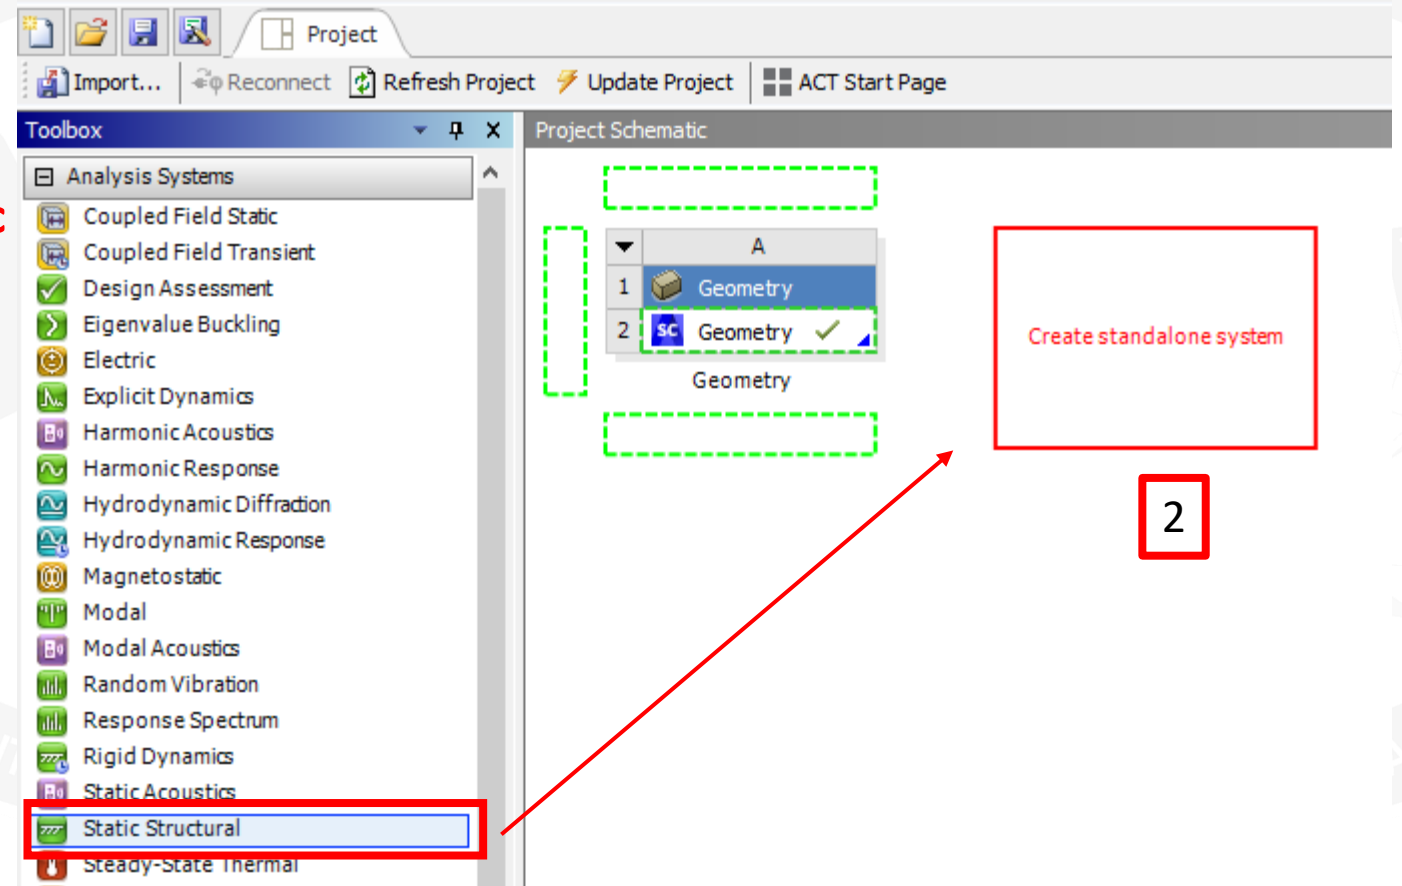 Project
Import... Reconnect Refresh Project Update Project ACT Start Page
Toolbox
Project Schematic
Analysis Systems
Coupled Field Static
Coupled Field Transient
Design Assessment
Eigenvalue Buckling
Electric
Explicit Dynamics
Harmonic Acoustics
Harmonic Response
Hydrodynamic Diffraction
Hydrodynamic Response
Magnetostatic
Modal
Modal Acoustics
Random Vibration
Response Spectrum
Rigid Dynamics
Static Acoustics
Static Structural
Steady-State Thermal
A
1 Geometry
2 SC Geometry
Geometry
Create standalone system
2